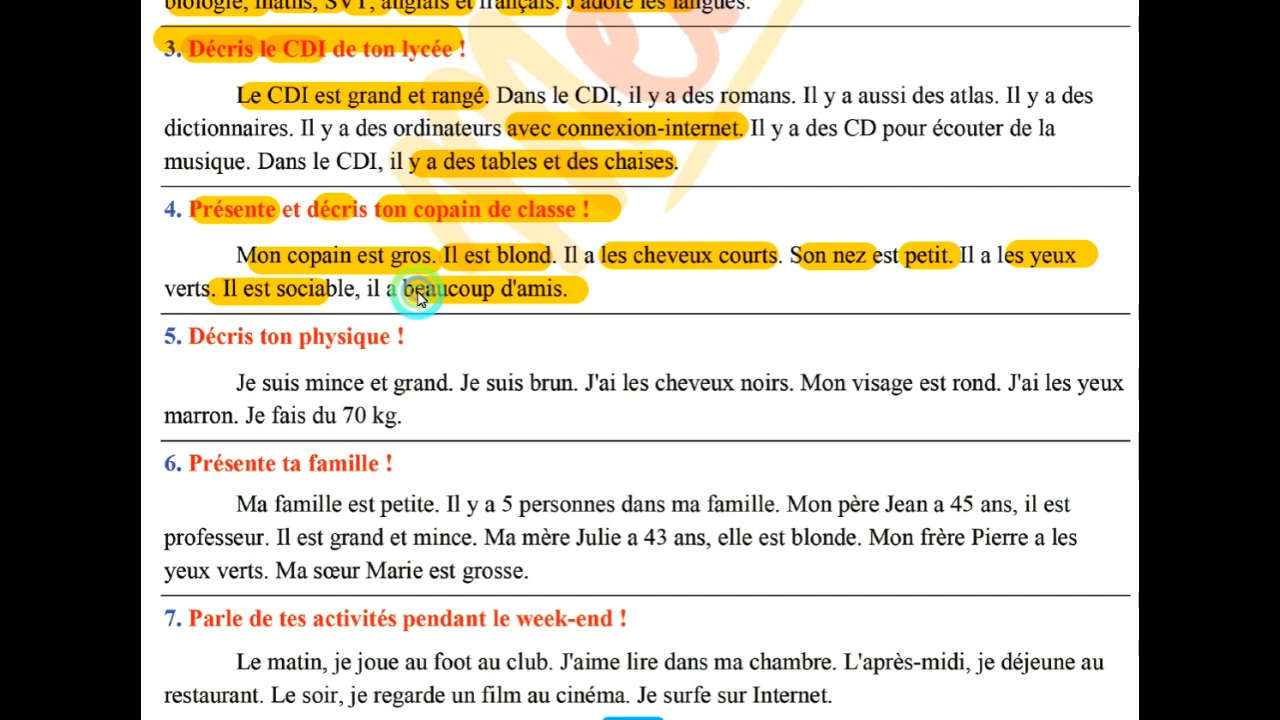 biologie, maths, SVT, anglais et français. J'adore les langues.
3. Décris le CDI de ton lycée !
Le CDI est grand et rangé. Dans le CDI, il y a des romans. Il y a aussi des atlas. Il y a des
dictionnaires. Il y a des ordinateurs avec connexion-internet. Il y a des CD pour écouter de la
musique. Dans le CDI, il y a des tables et des chaises.
4. Présente et décris ton copain de classe !
Mon copain est gros. Il est blond. Il a les cheveux courts. Son nez est petit. Il a les yeux
verts. Il est sociable, il a beaucoup d'amis.
5. Décris ton physique !
Je suis mince et grand. Je suis brun. J'ai les cheveux noirs. Mon visage est rond. J'ai les yeux
marron. Je fais du 70 kg.
6. Présente ta famille !
Ma famille est petite. Il y a 5 personnes dans ma famille. Mon père Jean a 45 ans, il est
professeur. Il est grand et mince. Ma mère Julie a 43 ans, elle est blonde. Mon frère Pierre a les
yeux verts. Ma sœur Marie est grosse.
7. Parle de tes activités pendant le week-end !
Le matin, je joue au foot au club. J'aime lire dans ma chambre. L'après-midi, je déjeune au
restaurant. Le soir, je regarde un film au cinéma. Je surfe sur Internet.